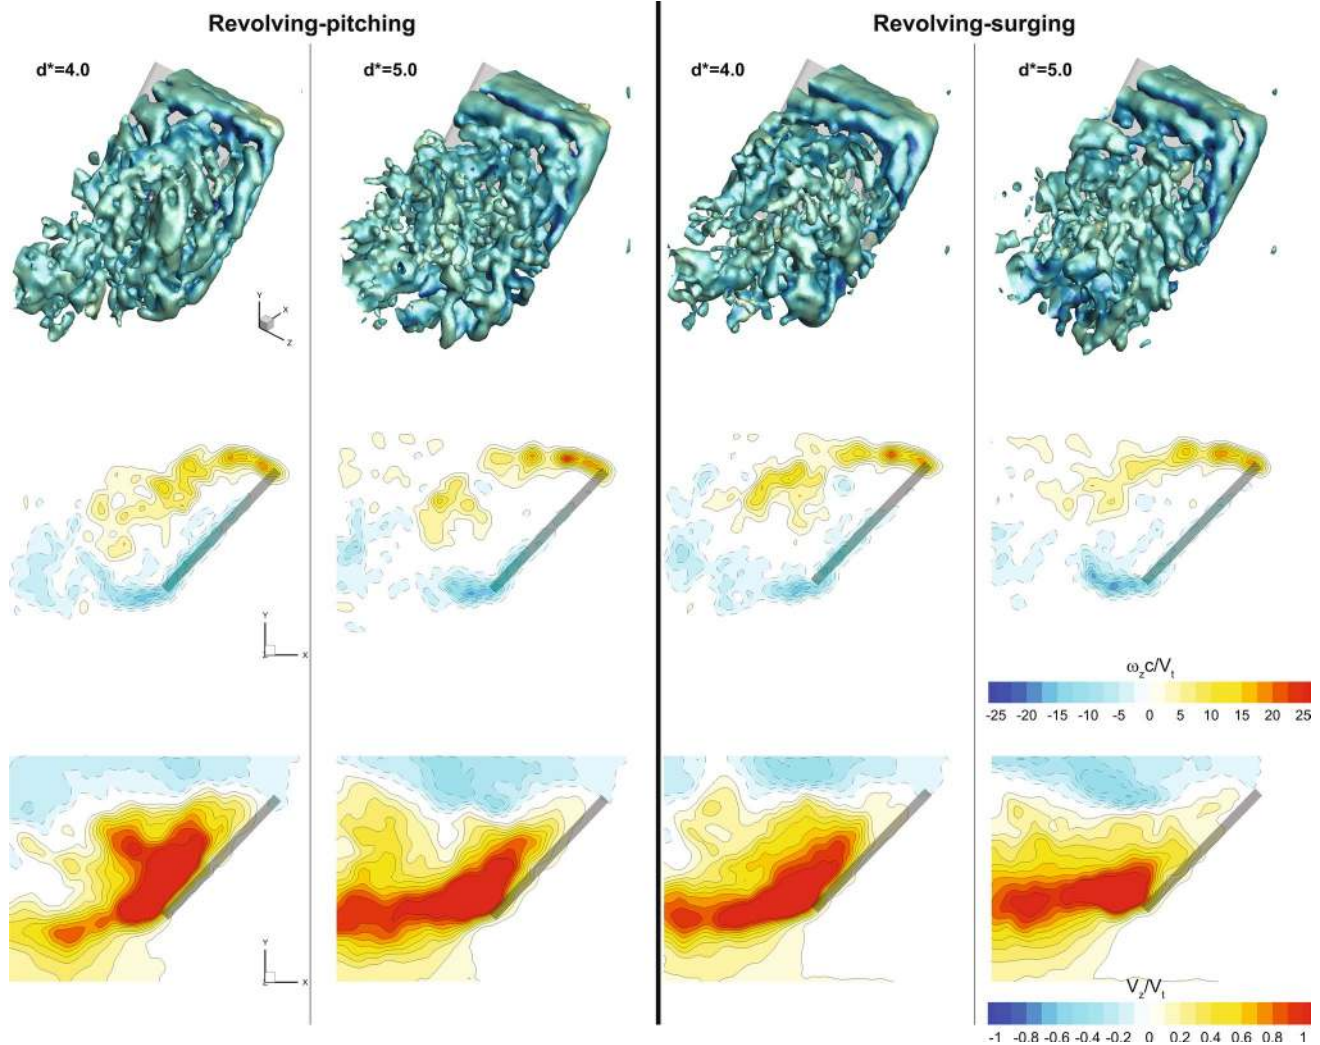 Revolving-pitching
Revolving-surging
d*=4.0
d*=5.0
d*=4.0
d*=5.0
Y
X
Z
Y
Z
X
ω_z c/V_t
-25 -20 -15 -10 -5 0 5 10 15 20 25
Y
X
V_z/V_t
-1 -0.8 -0.6 -0.4 -0.2 0 0.2 0.4 0.6 0.8 1